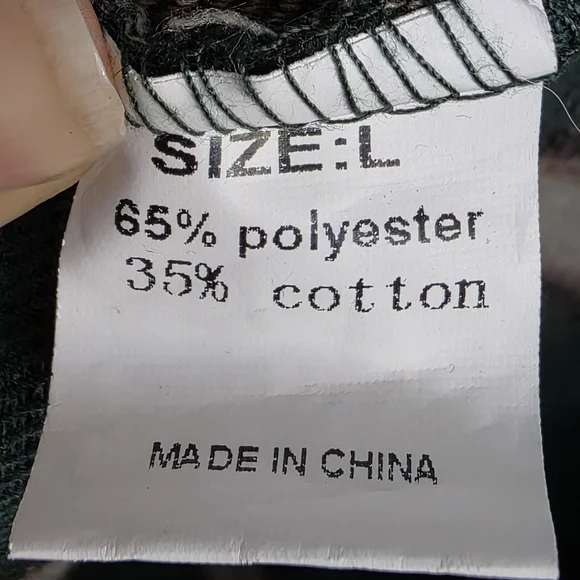 SIZE:L
65% polyester
35% cotton
MADE IN CHINA